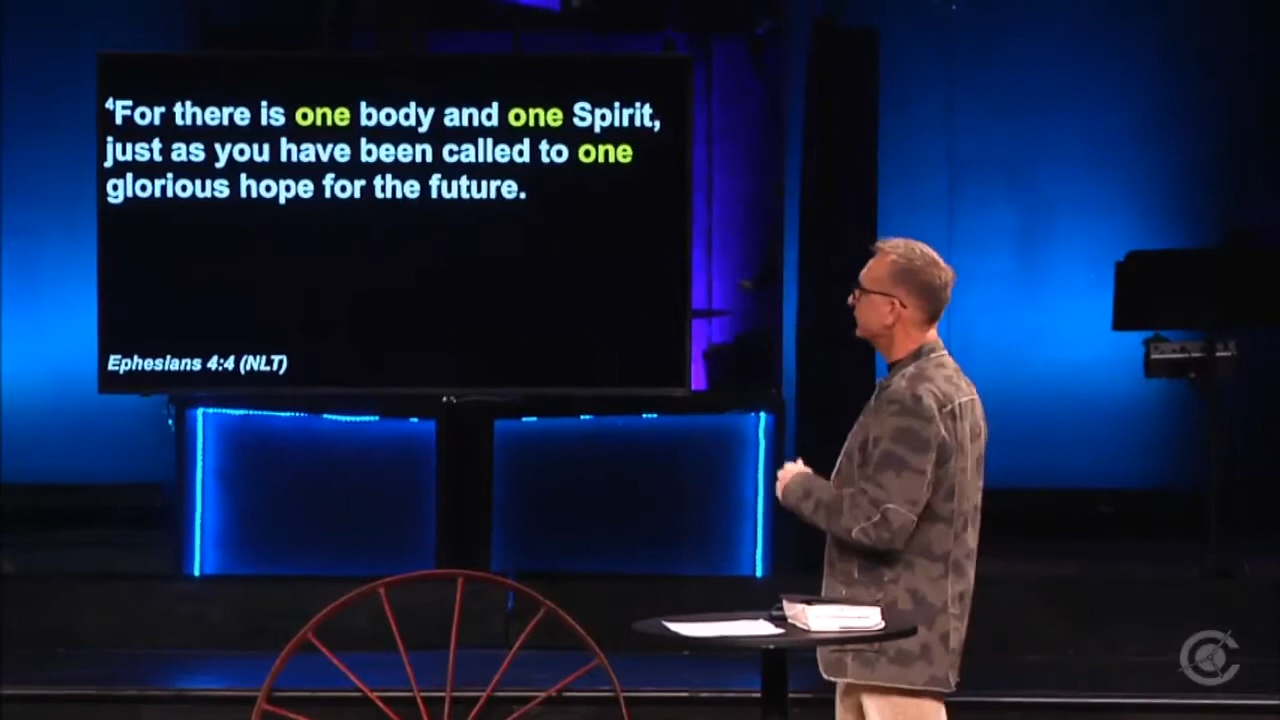 ⁴For there is one body and one Spirit,
just as you have been called to one
glorious hope for the future.
Ephesians 4:4 (NLT)